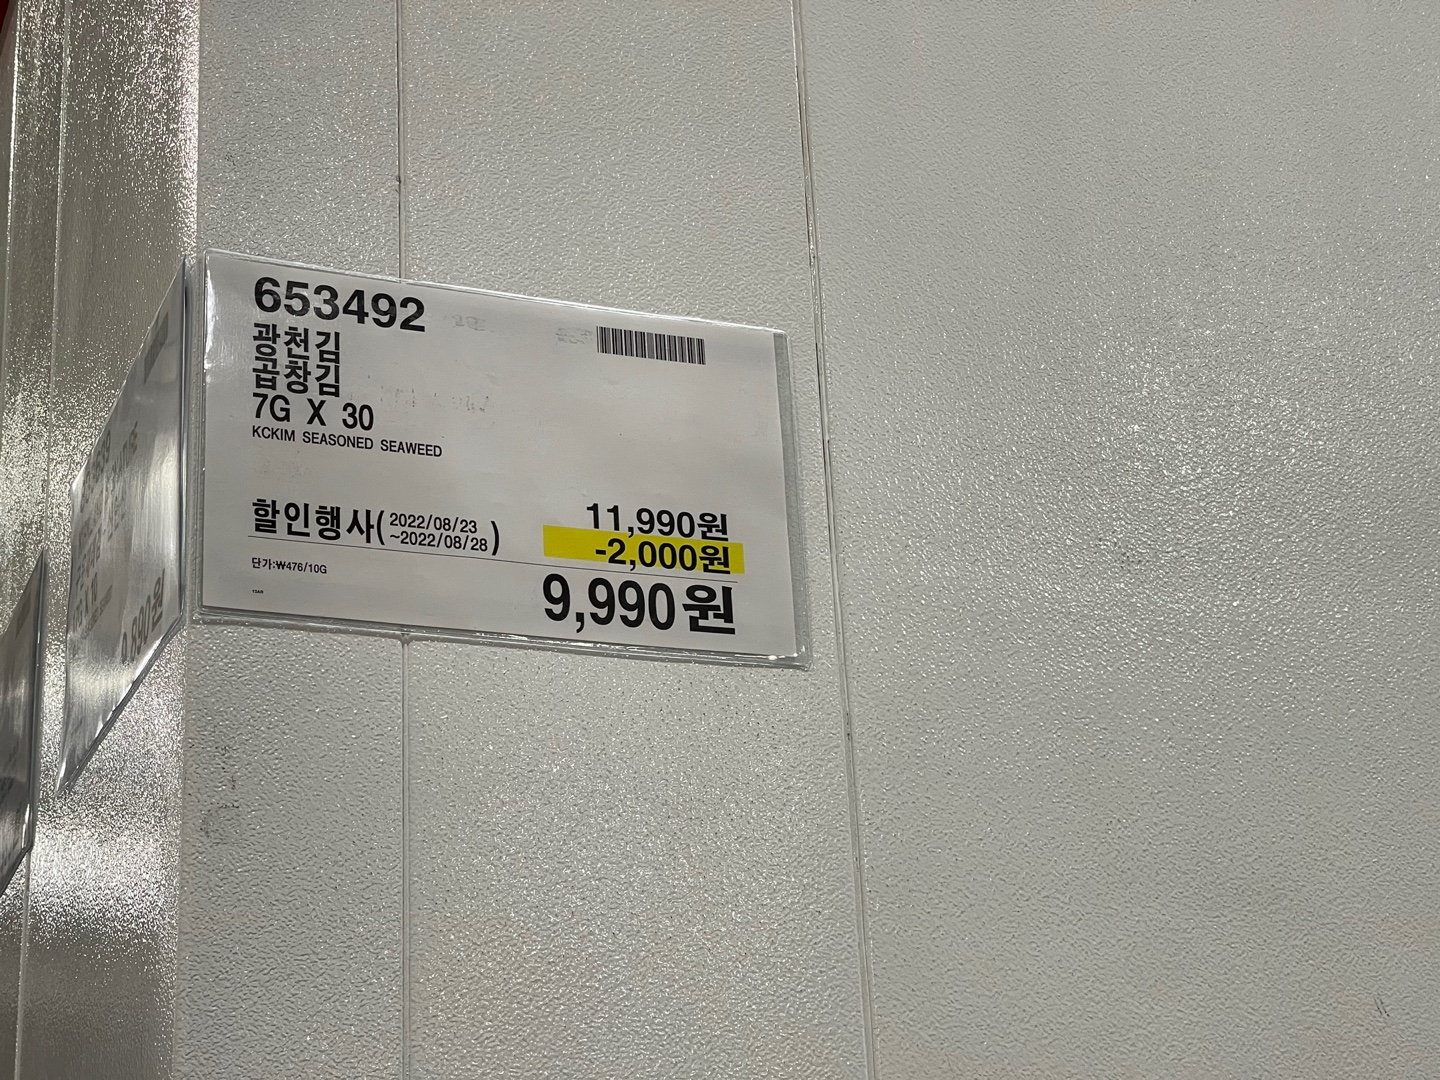 653492
광천김
곱창김
7G X 30
KCKIM SEASONED SEAWEED
할인행사(2022/08/23
~2022/08/28)
11,990원
-2,000원
단가:₩476/10G
9,990원